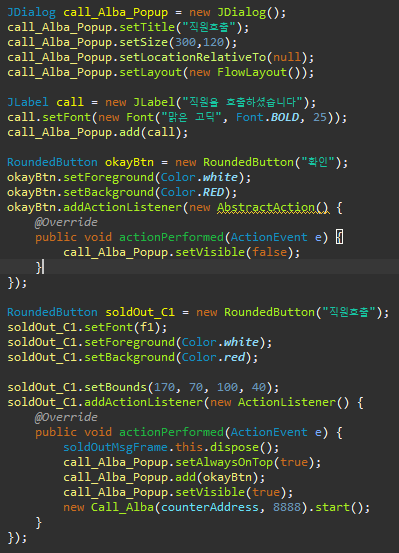 JDialog call_Alba_Popup = new JDialog();
call_Alba_Popup.setTitle("직원호출");
call_Alba_Popup.setSize(300,120);
call_Alba_Popup.setLocationRelativeTo(null);
call_Alba_Popup.setLayout(new FlowLayout());
JLabel call = new JLabel("직원을 호출하셨습니다");
call.setFont(new Font("맑은 고딕", Font.BOLD, 25));
call_Alba_Popup.add(call);
RoundedButton okayBtn = new RoundedButton("확인");
okayBtn.setForeground(Color.white);
okayBtn.setBackground(Color.RED);
okayBtn.addActionListener(new AbstractAction() {
@Override
public void actionPerformed(ActionEvent e) {
call_Alba_Popup.setVisible(false);
}
});
RoundedButton soldOut_C1 = new RoundedButton("직원호출");
soldOut_C1.setFont(f1);
soldOut_C1.setForeground(Color.white);
soldOut_C1.setBackground(Color.red);
soldOut_C1.setBounds(170, 70, 100, 40);
soldOut_C1.addActionListener(new ActionListener() {
@Override
public void actionPerformed(ActionEvent e) {
soldOutMsgFrame.this.dispose();
call_Alba_Popup.setAlwaysOnTop(true);
call_Alba_Popup.add(okayBtn);
call_Alba_Popup.setVisible(true);
new Call_Alba(counterAddress, 8888).start();
}
});